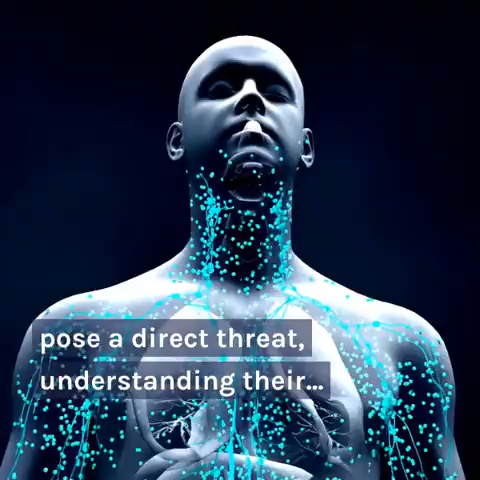 pose a direct threat,
understanding their...